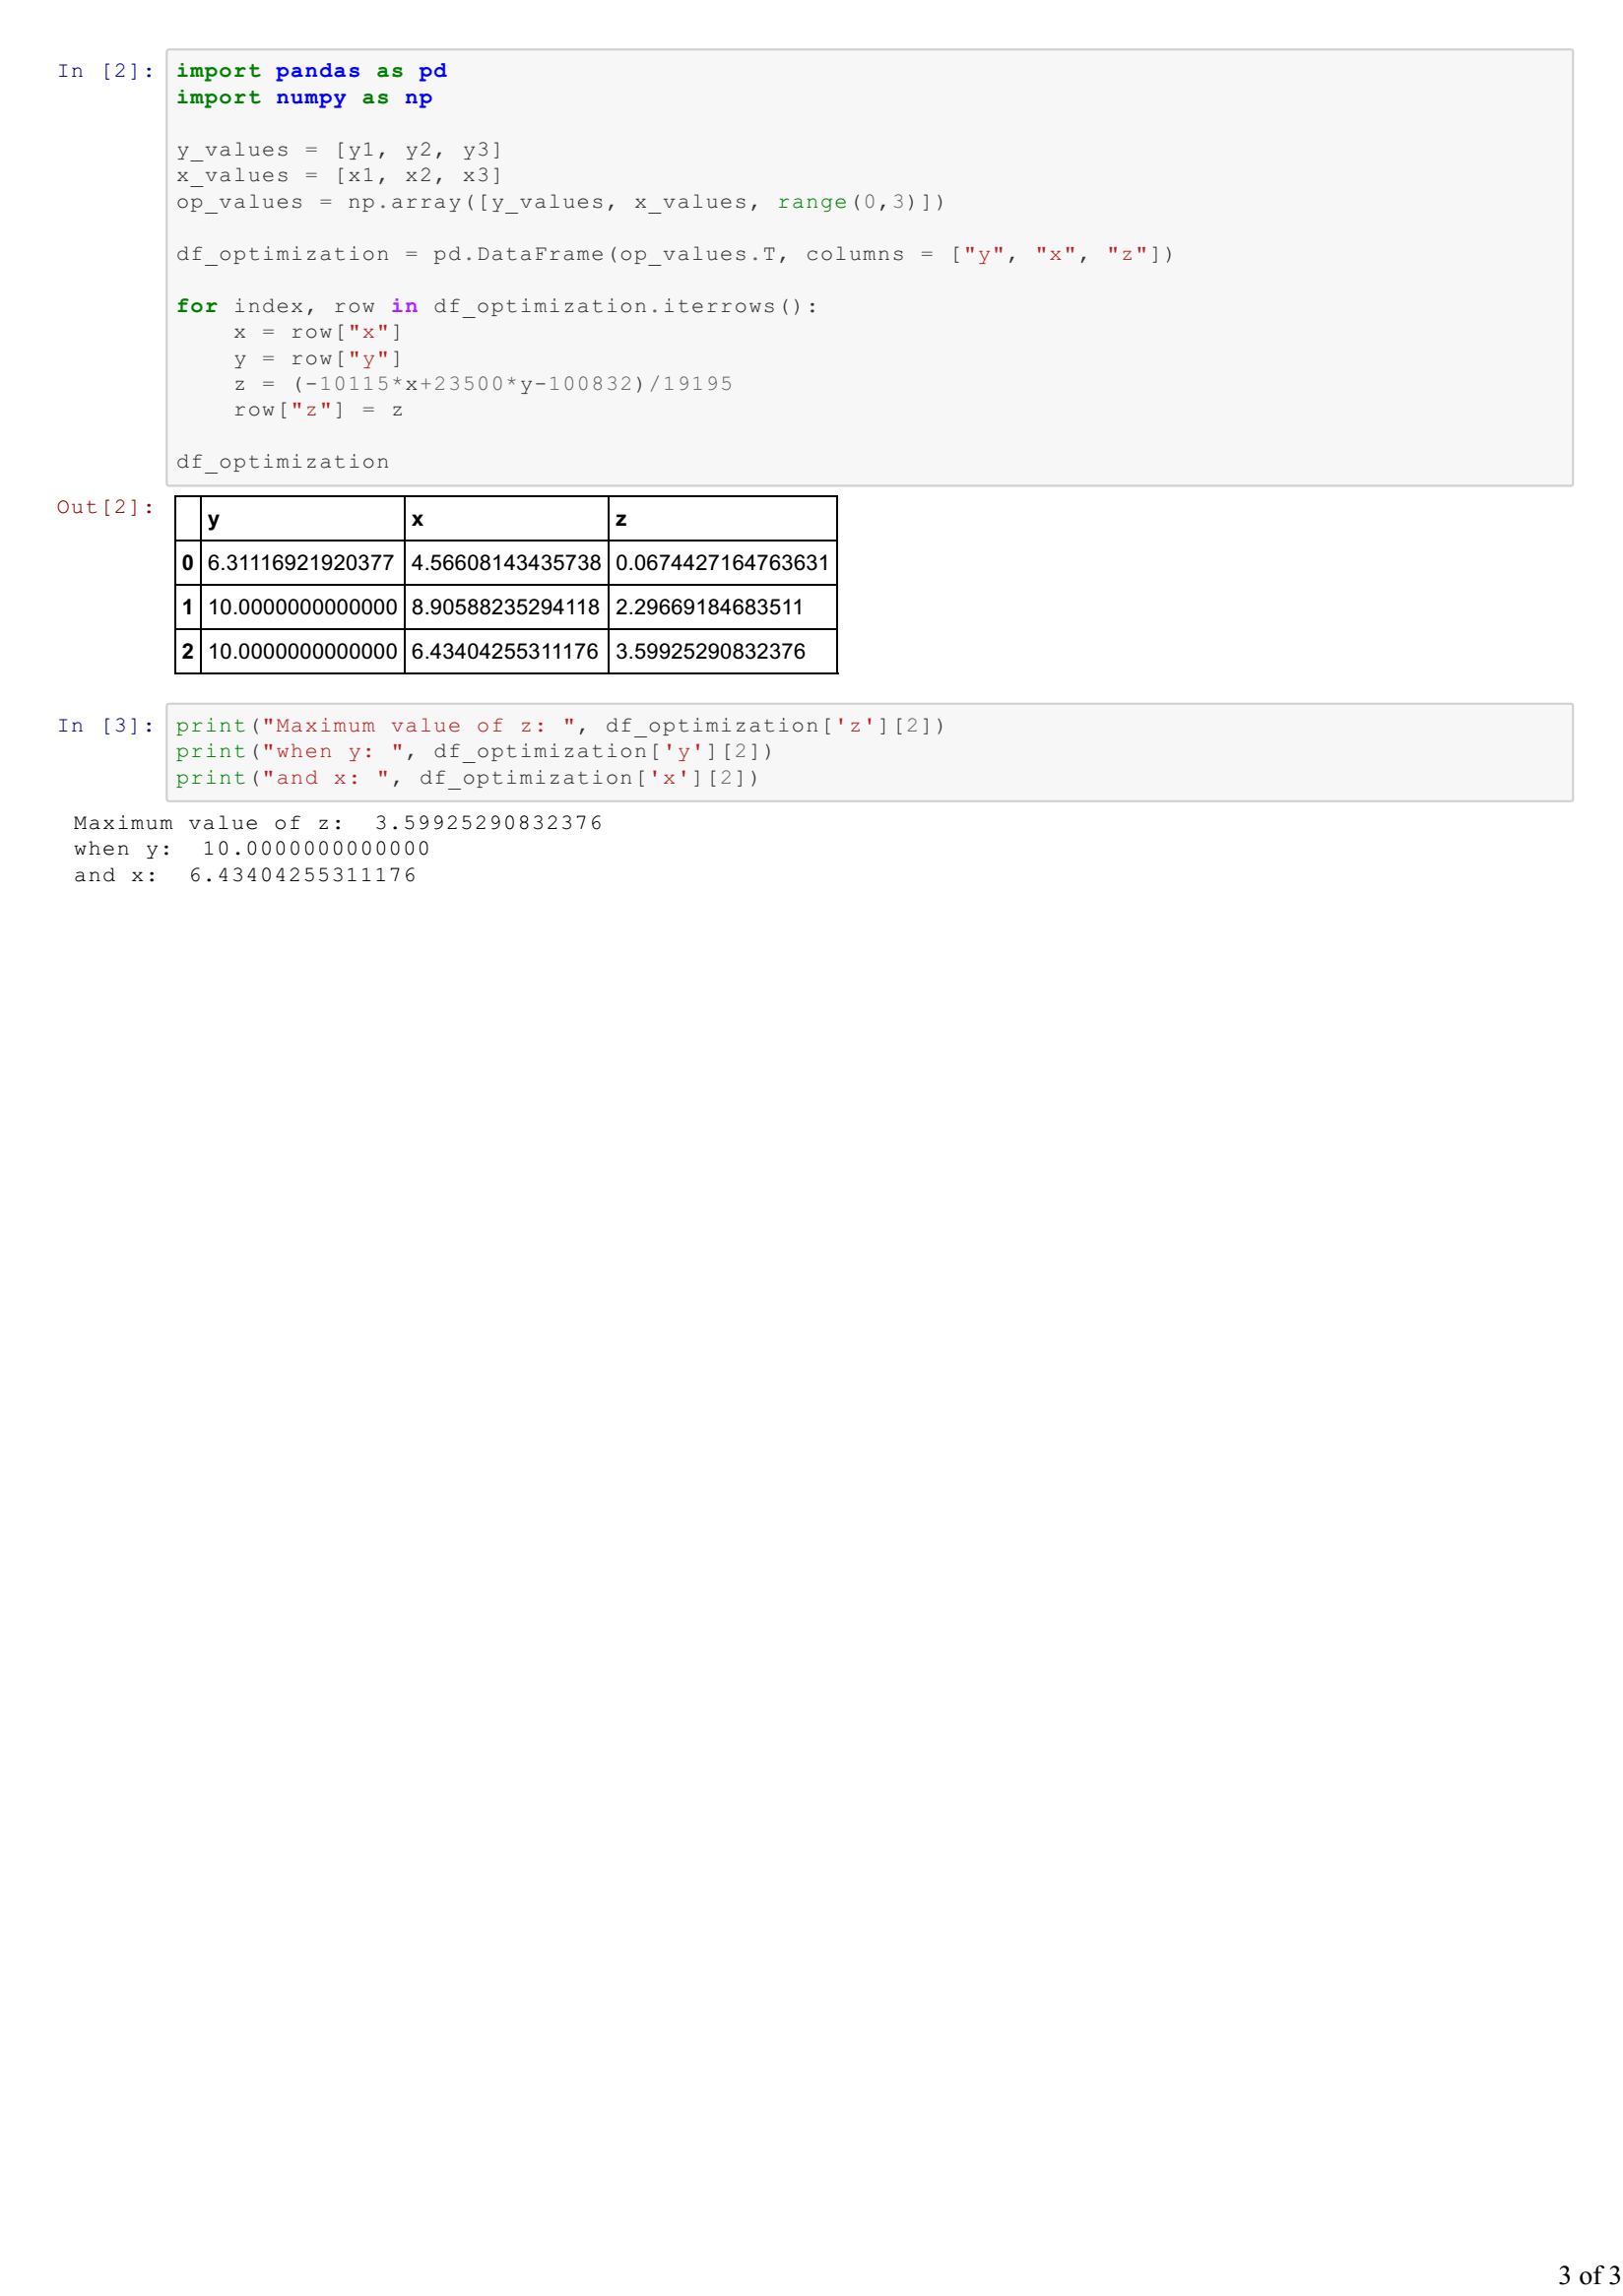 In [2]: import pandas as pd
import numpy as np
y_values = [y1, y2, y3]
x_values = [x1, x2, x3]
op_values = np.array([y_values, x_values, range(0,3)])
df_optimization = pd.DataFrame(op_values.T, columns = ["y", "x", "z"])
for index, row in df_optimization.iterrows():
    x = row["x"]
    y = row["y"]
    z = (-10115*x+23500*y-100832)/19195
    row["z"] = z
df_optimization
Out[2]:
y x z
0 6.31116921920377 4.56608143435738 0.0674427164763631
1 10.0000000000000 8.90588235294118 2.29669184683511
2 10.0000000000000 6.43404255311176 3.59925290832376
In [3]: print("Maximum value of z: ", df_optimization['z'][2])
print("when y: ", df_optimization['y'][2])
print("and x: ", df_optimization['x'][2])
Maximum value of z:  3.59925290832376
when y:  10.0000000000000
and x:  6.43404255311176
3 of 3